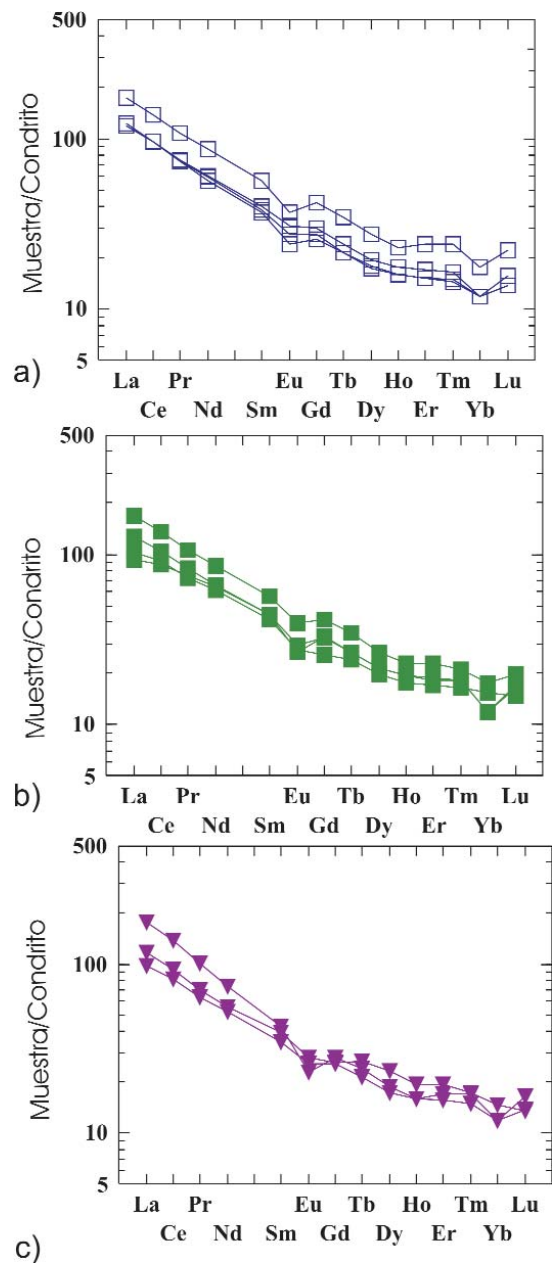 500
100
10
5
Muestra/Condrito
a)
La Pr Eu Tb Ho Tm Lu
Ce Nd Sm Gd Dy Er Yb
500
100
10
5
Muestra/Condrito
b)
La Pr Eu Tb Ho Tm Lu
Ce Nd Sm Gd Dy Er Yb
500
100
10
5
Muestra/Condrito
c)
La Pr Eu Tb Ho Tm Lu
Ce Nd Sm Gd Dy Er Yb